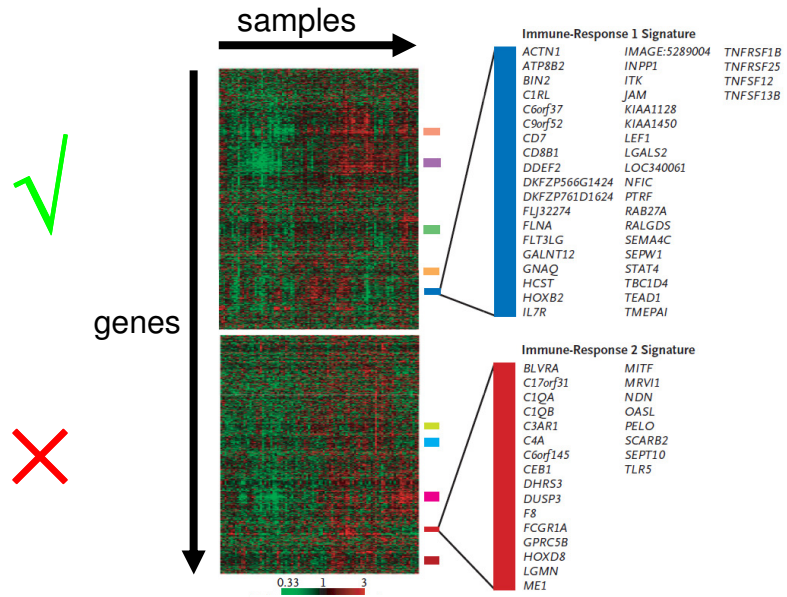 samples
genes
Immune-Response 1 Signature
ACTN1 IMAGE:5289004 TNFRSF1B
ATP8B2 INPP1 TNFRSF25
BIN2 ITK TNFSF12
C1RL JAM TNFSF13B
C6orf37 KIAA1128
C9orf52 KIAA1450
CD7 LEF1
CD8B1 LGALS2
DDEF2 LOC340061
DKFZP566G1424 NFIC
DKFZP761D1624 PTRF
FLJ32274 RAB27A
FLNA RALGDS
FLT3LG SEMA4C
GALNT12 SEPW1
GNAQ STAT4
HCST TBC1D4
HOXB2 TEAD1
IL7R TMEPAI
Immune-Response 2 Signature
BLVRA MITF
C17orf31 MRVI1
C1QA NDN
C1QB OASL
C3AR1 PELO
C4A SCARB2
C6orf145 SEPT10
CEB1 TLR5
DHRS3
DUSP3
F8
FCGR1A
GPRC5B
HOXD8
LGMN
ME1
0.33 1 3